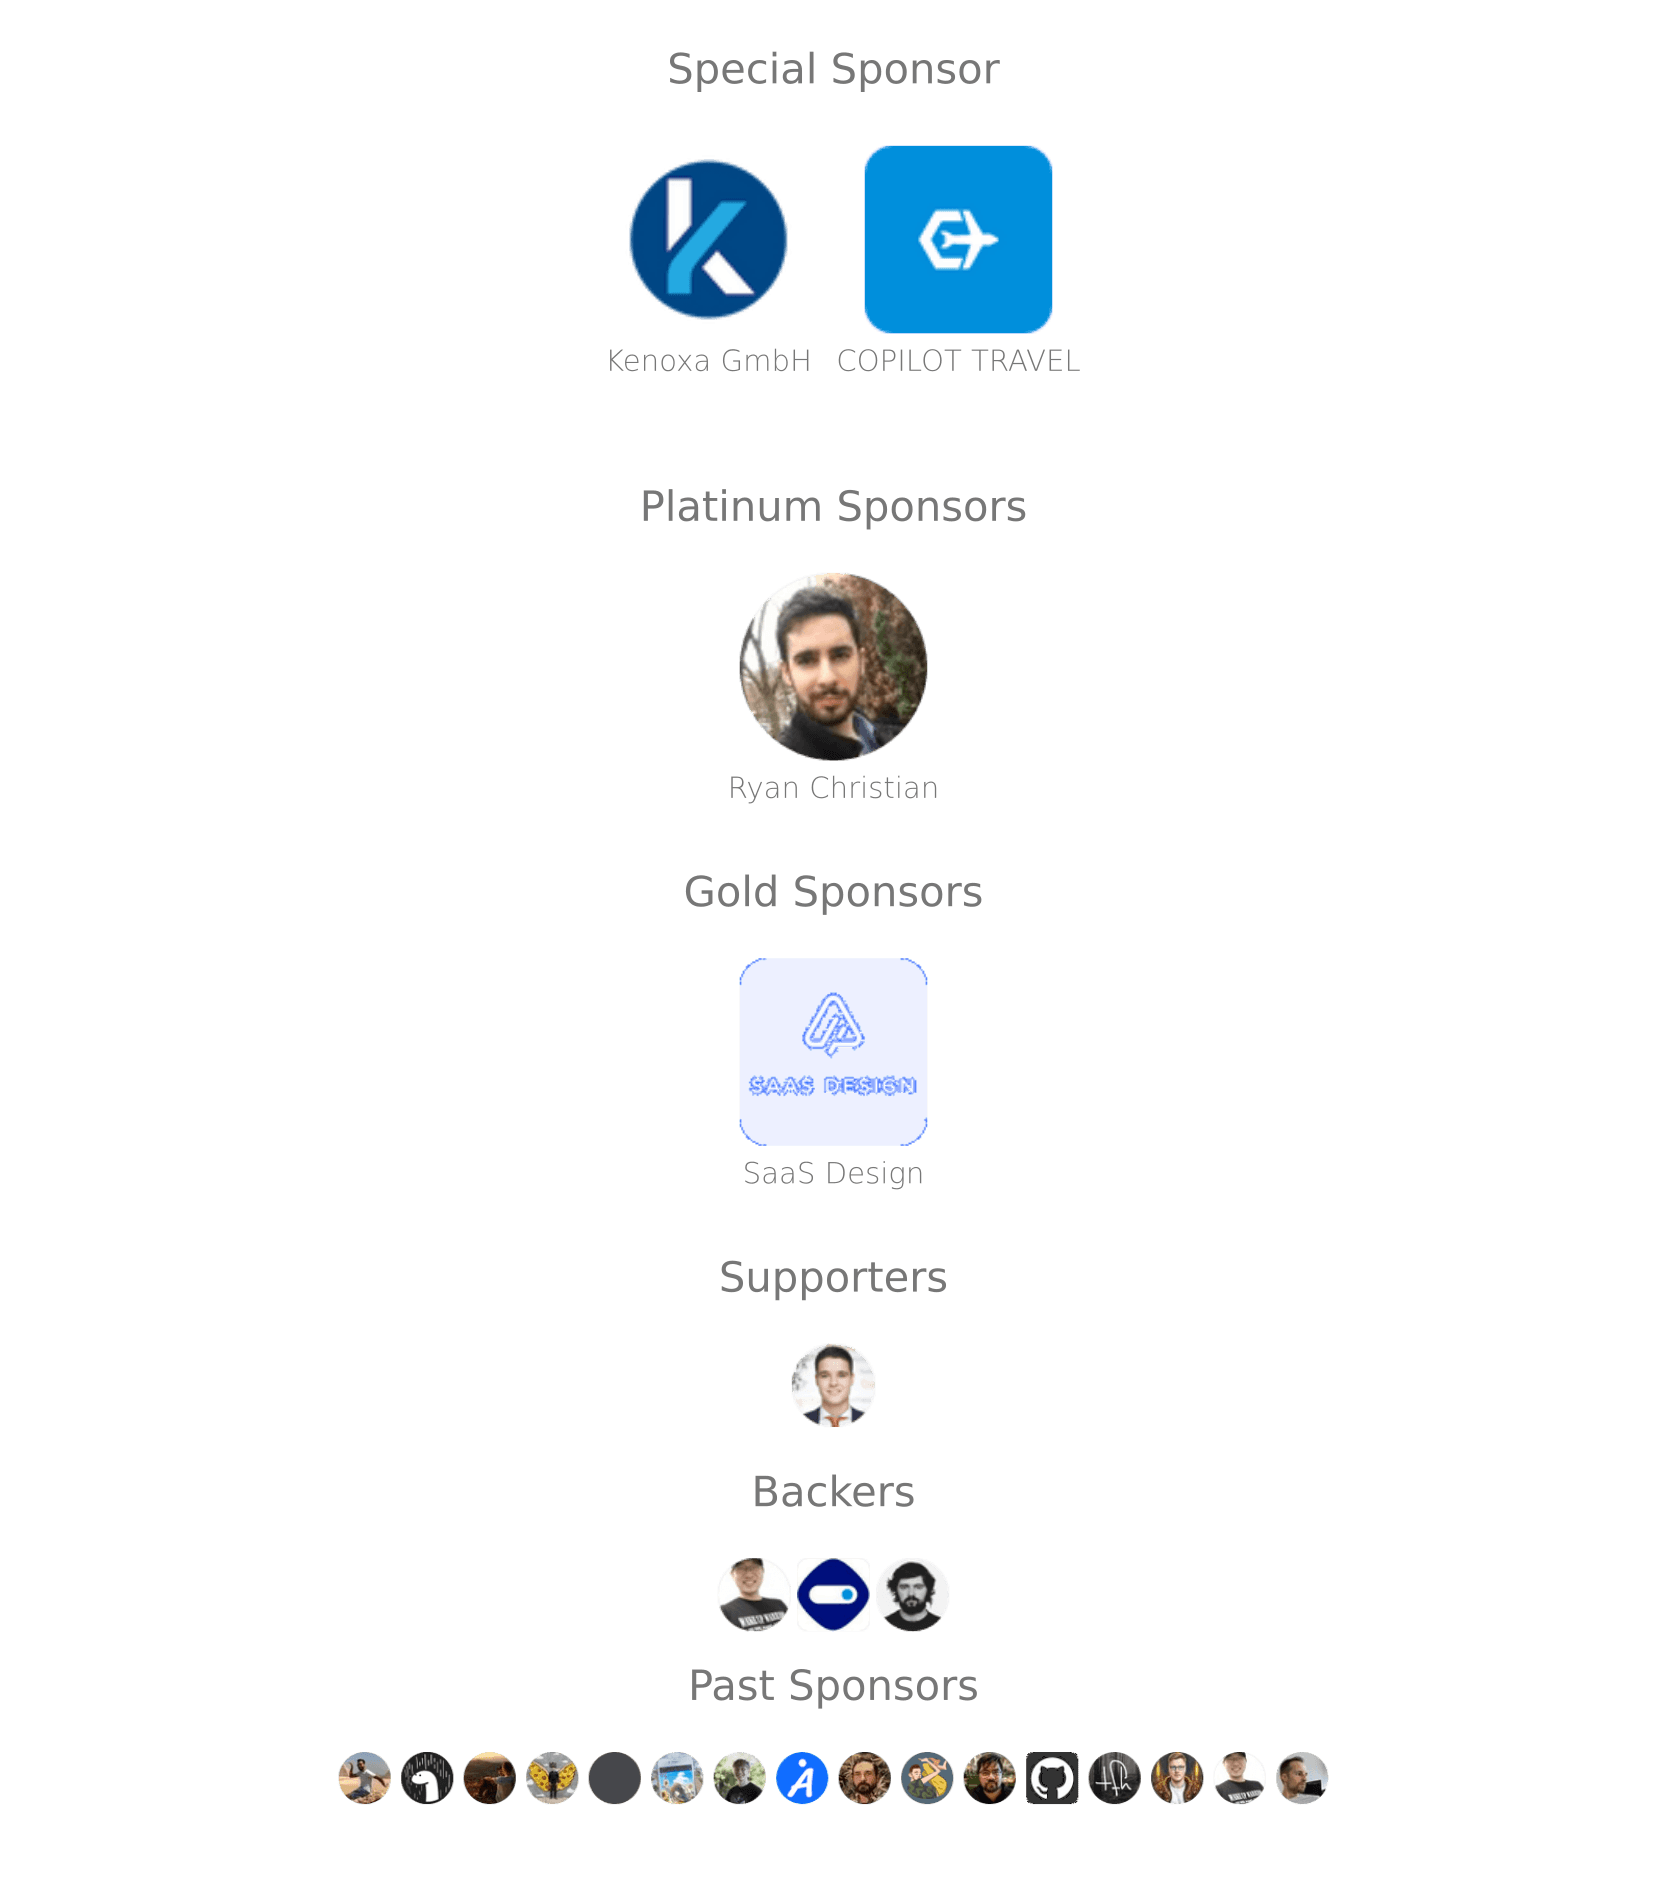 Special Sponsor
Kenoxa GmbH COPILOT TRAVEL
Platinum Sponsors
Ryan Christian
Gold Sponsors
SAAS DESIGN
SaaS Design
Supporters
Backers
Past Sponsors